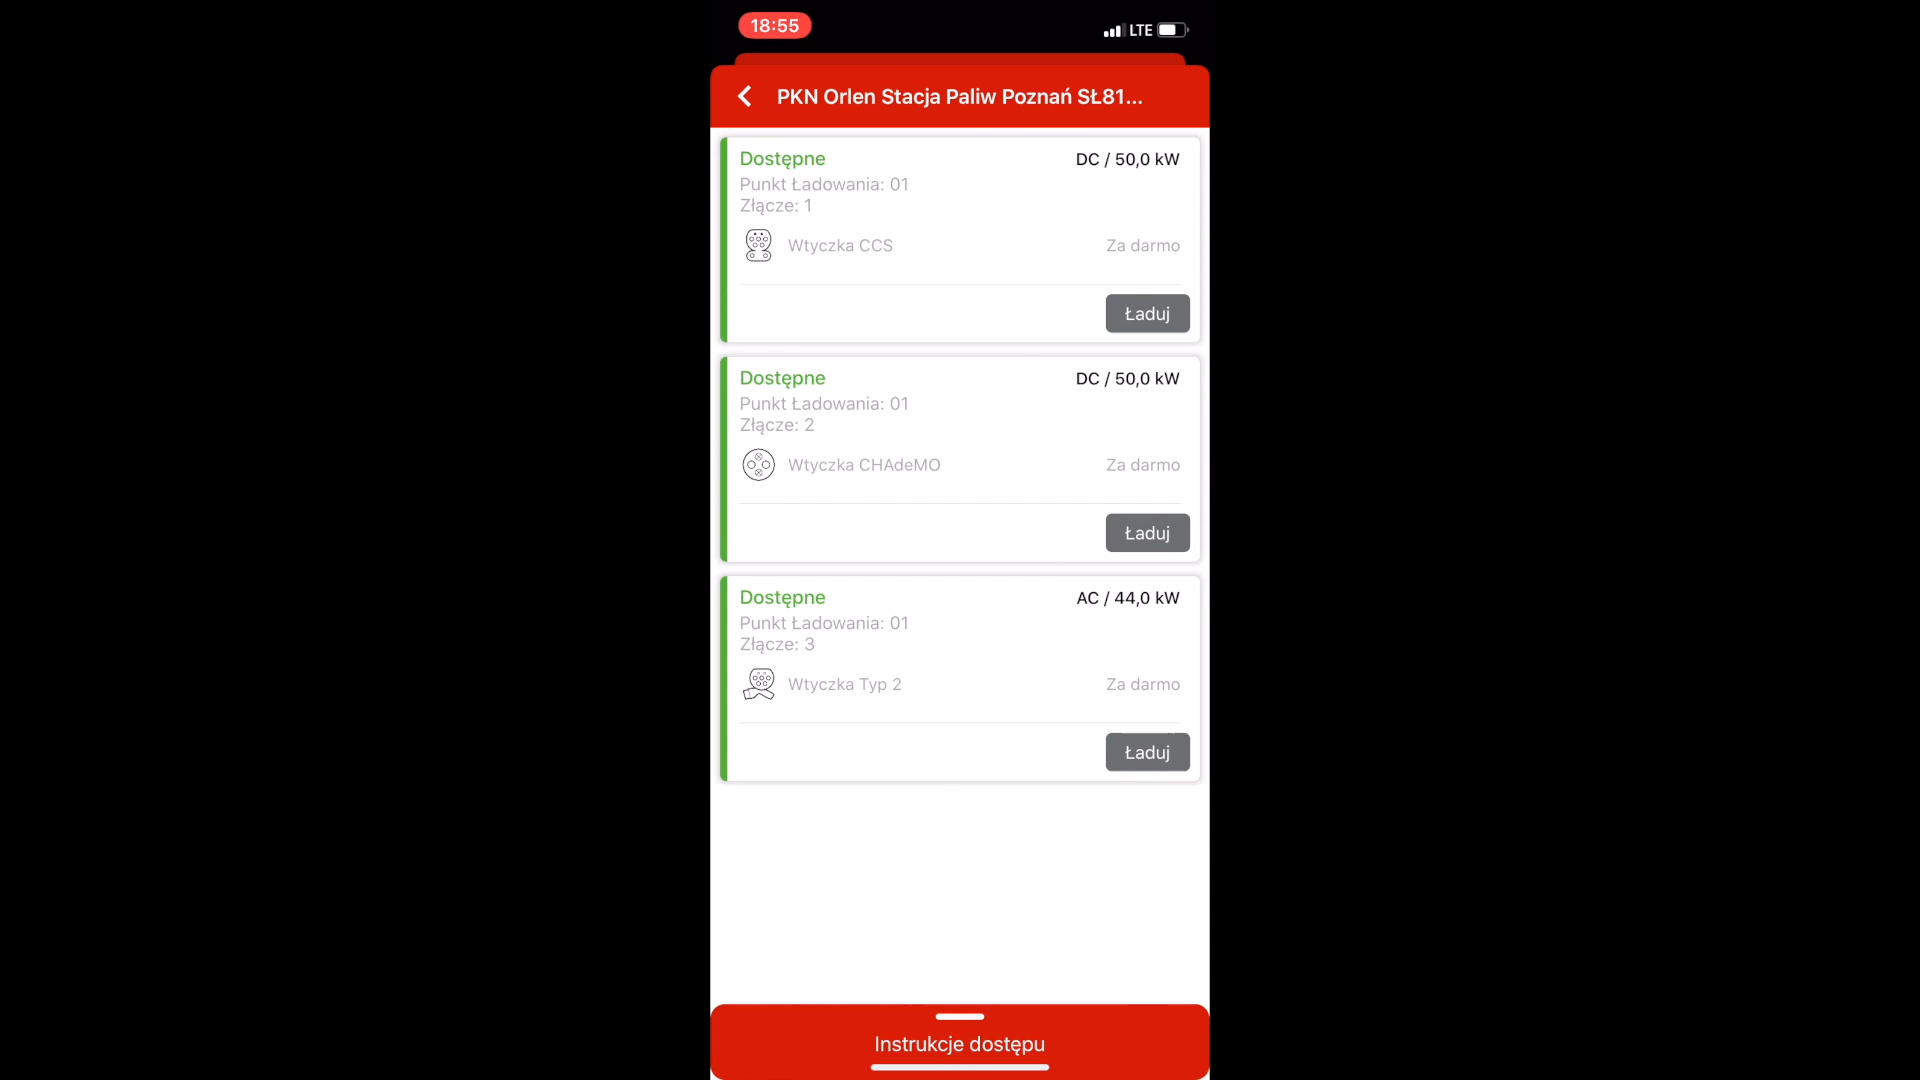 18:55
LTE
PKN Orlen Stacja Paliw Poznań SŁ81...
Dostępne
DC / 50,0 kW
Punkt Ładowania: 01
Złącze: 1
Wtyczka CCS
Za darmo
Ładuj
Dostępne
DC / 50,0 kW
Punkt Ładowania: 01
Złącze: 2
Wtyczka CHAdeMO
Za darmo
Ładuj
Dostępne
AC / 44,0 kW
Punkt Ładowania: 01
Złącze: 3
Wtyczka Typ 2
Za darmo
Ładuj
Instrukcje dostępu